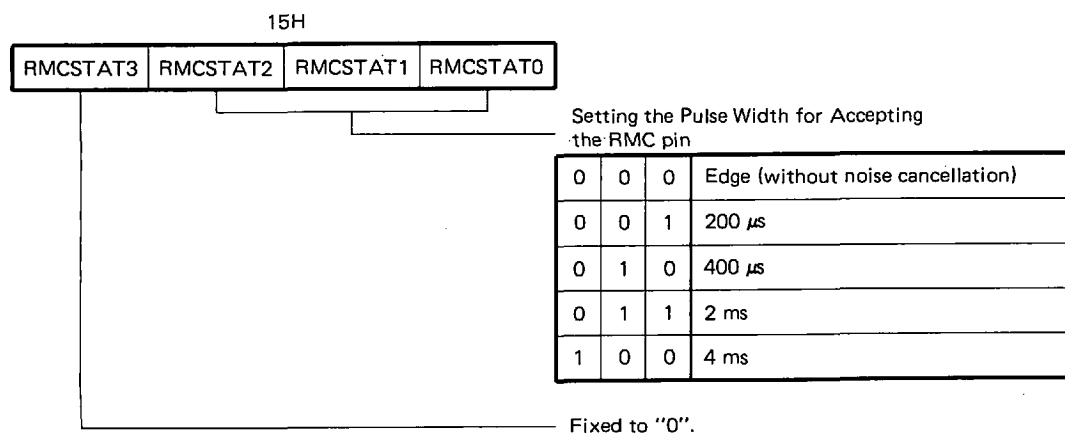 15H
RMCSTAT3 RMCSTAT2 RMCSTAT1 RMCSTAT0
Setting the Pulse Width for Accepting
the RMC pin
0 0 0 Edge (without noise cancellation)
0 0 1 200 μs
0 1 0 400 μs
0 1 1 2 ms
1 0 0 4 ms
Fixed to "0".